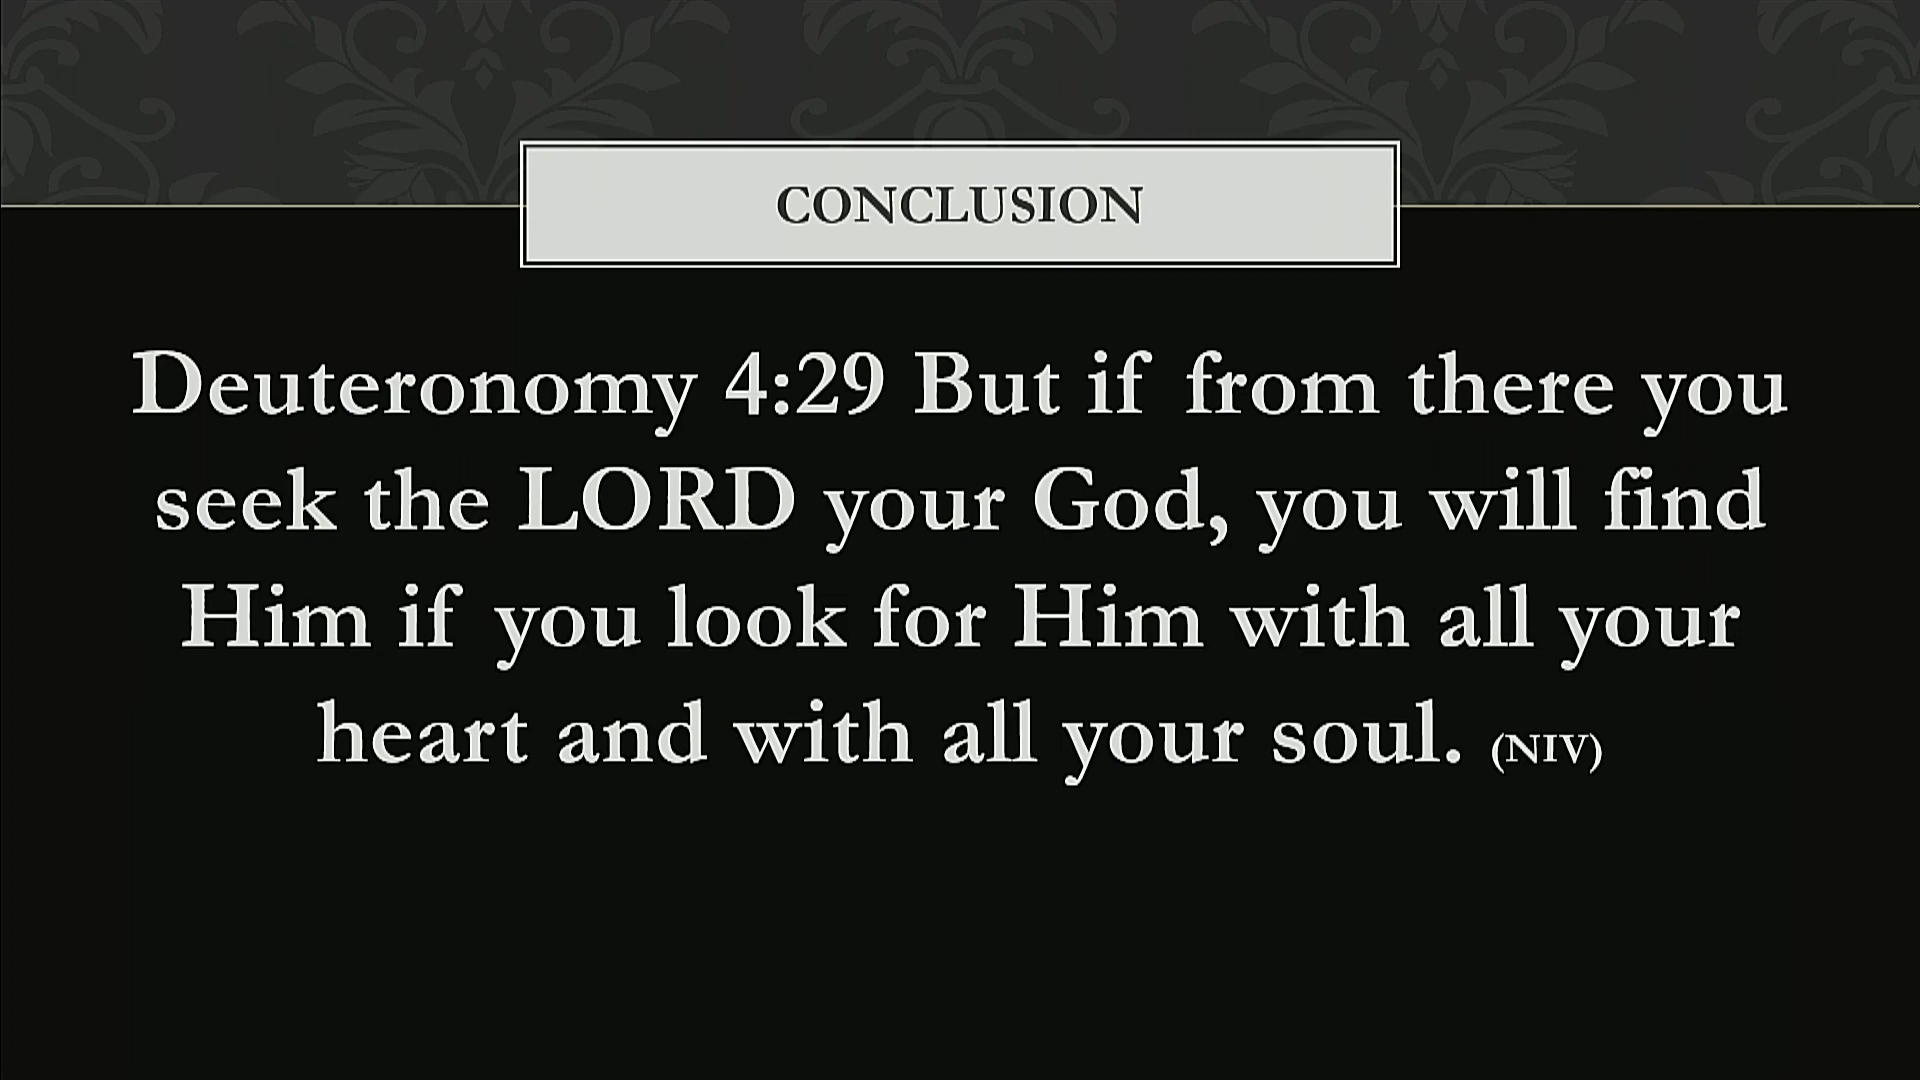 CONCLUSION
Deuteronomy 4:29 But if from there you
seek the LORD your God, you will find
Him if you look for Him with all your
heart and with all your soul. (NIV)